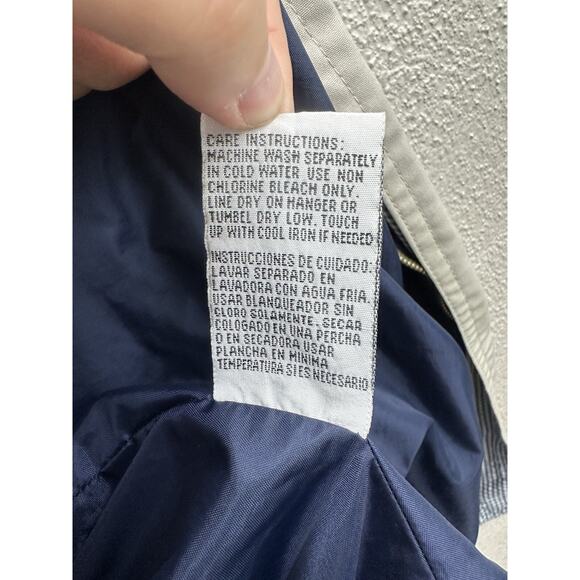 CARE INSTRUCTIONS:
MACHINE WASH SEPARATELY
IN COLD WATER USE NON
CHLORINE BLEACH ONLY.
LINE DRY ON HANGER OR
TUMBEL DRY LOW. TOUCH
UP WITH COOL IRON IF NEEDED
INSTRUCCIONES DE CUIDADO:
LAVAR SEPARADO EN
LAVADORA CON AGUA FRIA.
USAR BLANQUEADOR SIN
CLORO SOLAMENTE. SECAR
COLOGADO EN UNA PERCHA
O EN SECADORA USAR
PLANCHA EN MINIMA
TEMPERATURA SI ES NECESARIO